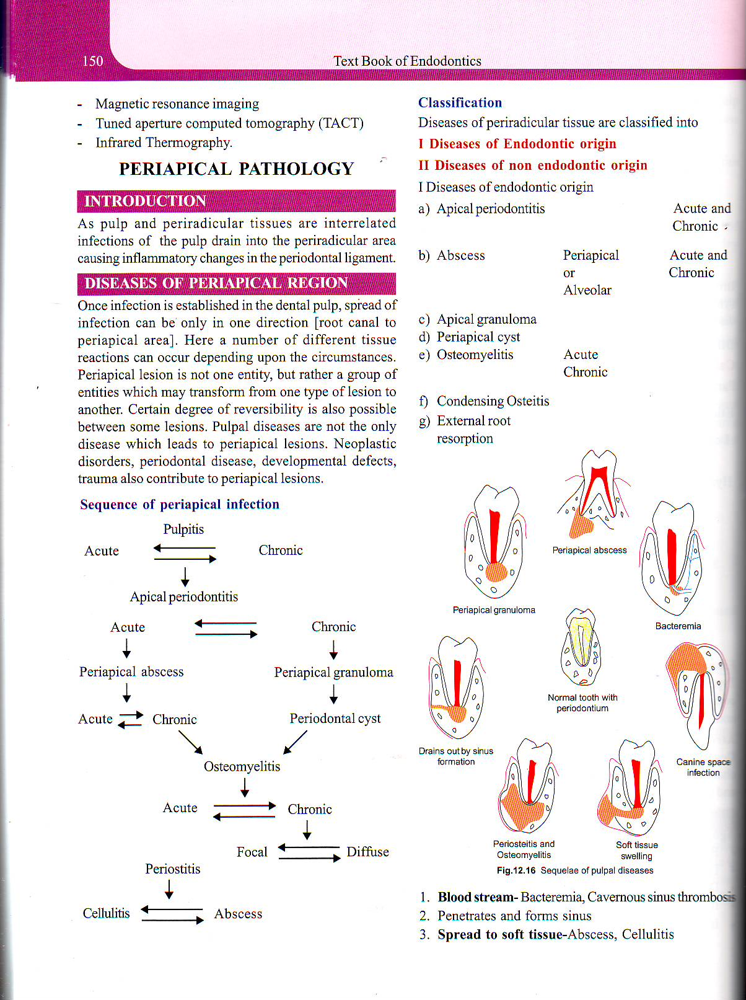 150
Text Book of Endodontics
- Magnetic resonance imaging
- Tuned aperture computed tomography (TACT)
- Infrared Thermography.
PERIAPICAL PATHOLOGY
INTRODUCTION
As pulp and periradicular tissues are interrelated
infections of the pulp drain into the periradicular area
causing inflammatory changes in the periodontal ligament.
DISEASES OF PERIAPICAL REGION
Once infection is established in the dental pulp, spread of
infection can be only in one direction [root canal to
periapical area]. Here a number of different tissue
reactions can occur depending upon the circumstances.
Periapical lesion is not one entity, but rather a group of
entities which may transform from one type of lesion to
another. Certain degree of reversibility is also possible
between some lesions. Pulpal diseases are not the only
disease which leads to periapical lesions. Neoplastic
disorders, periodontal disease, developmental defects,
trauma also contribute to periapical lesions.
Sequence of periapical infection
Pulpitis
Acute Chronic
Apical periodontitis
Acute Chronic
Periapical abscess Periapical granuloma
Acute Chronic Periodontal cyst
Osteomyelitis
Acute Chronic
Focal Diffuse
Periostitis
Cellulitis Abscess
Classification
Diseases of periradicular tissue are classified into
I Diseases of Endodontic origin
II Diseases of non endodontic origin
I Diseases of endodontic origin
a) Apical periodontitis Acute and
Chronic
b) Abscess Periapical Acute and
or Chronic
Alveolar
c) Apical granuloma
d) Periapical cyst
e) Osteomyelitis Acute
Chronic
f) Condensing Osteitis
g) External root
resorption
Periapical abscess
Periapical granuloma
Bacteremia
Normal tooth with
periodontium
Drains out by sinus
formation
Canine space
infection
Periosteitis and
Osteomyelitis
Soft tissue
swelling
Fig.12.16 Sequelae of pulpal diseases
1. Blood stream- Bacteremia, Cavernous sinus thrombosis
2. Penetrates and forms sinus
3. Spread to soft tissue-Abscess, Cellulitis